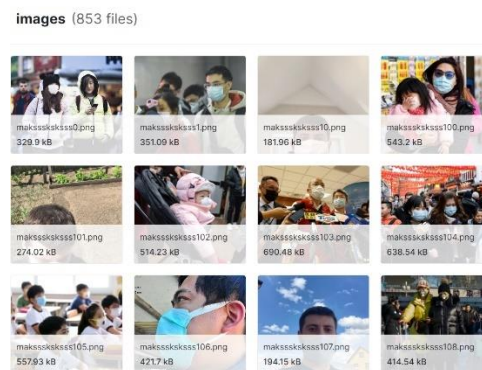 images (853 files)
maksssksksss0.png
329.9 kB
maksssksksss1.png
351.09 kB
maksssksksss10.png
181.96 kB
maksssksksss100.png
543.2 kB
maksssksksss101.png
274.02 kB
maksssksksss102.png
514.23 kB
maksssksksss103.png
690.48 kB
maksssksksss104.png
638.54 kB
maksssksksss105.png
557.93 kB
maksssksksss106.png
421.7 kB
maksssksksss107.png
194.15 kB
maksssksksss108.png
414.54 kB